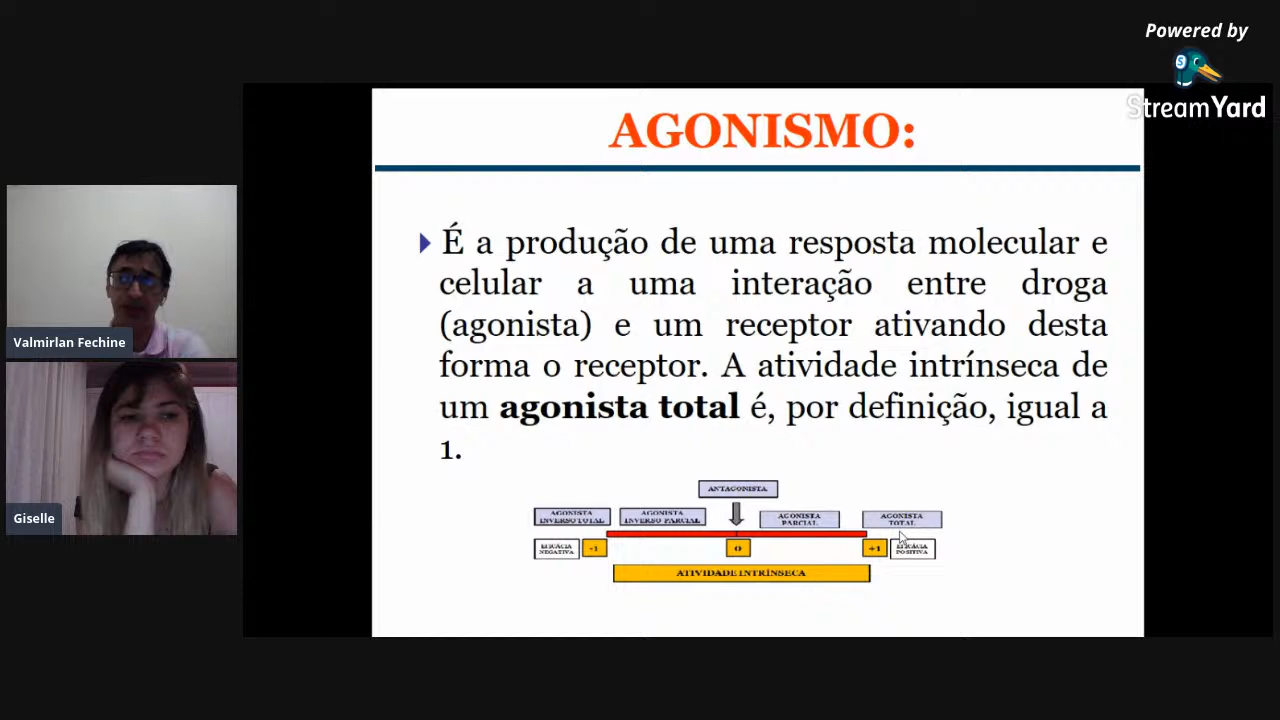 Powered by
StreamYard
AGONISMO:
É a produção de uma resposta molecular e
celular a uma interação entre droga
(agonista) e um receptor ativando desta
forma o receptor. A atividade intrínseca de
um agonista total é, por definição, igual a
1.
ANTAGONISTA
AGONISTA
INVERSO TOTAL
AGONISTA
INVERSO PARCIAL
AGONISTA
PARCIAL
AGONISTA
TOTAL
EFICÁCIA
NEGATIVA
-1
0
+1
EFICÁCIA
POSITIVA
ATIVIDADE INTRÍNSECA
Valmirlan Fechine
Giselle